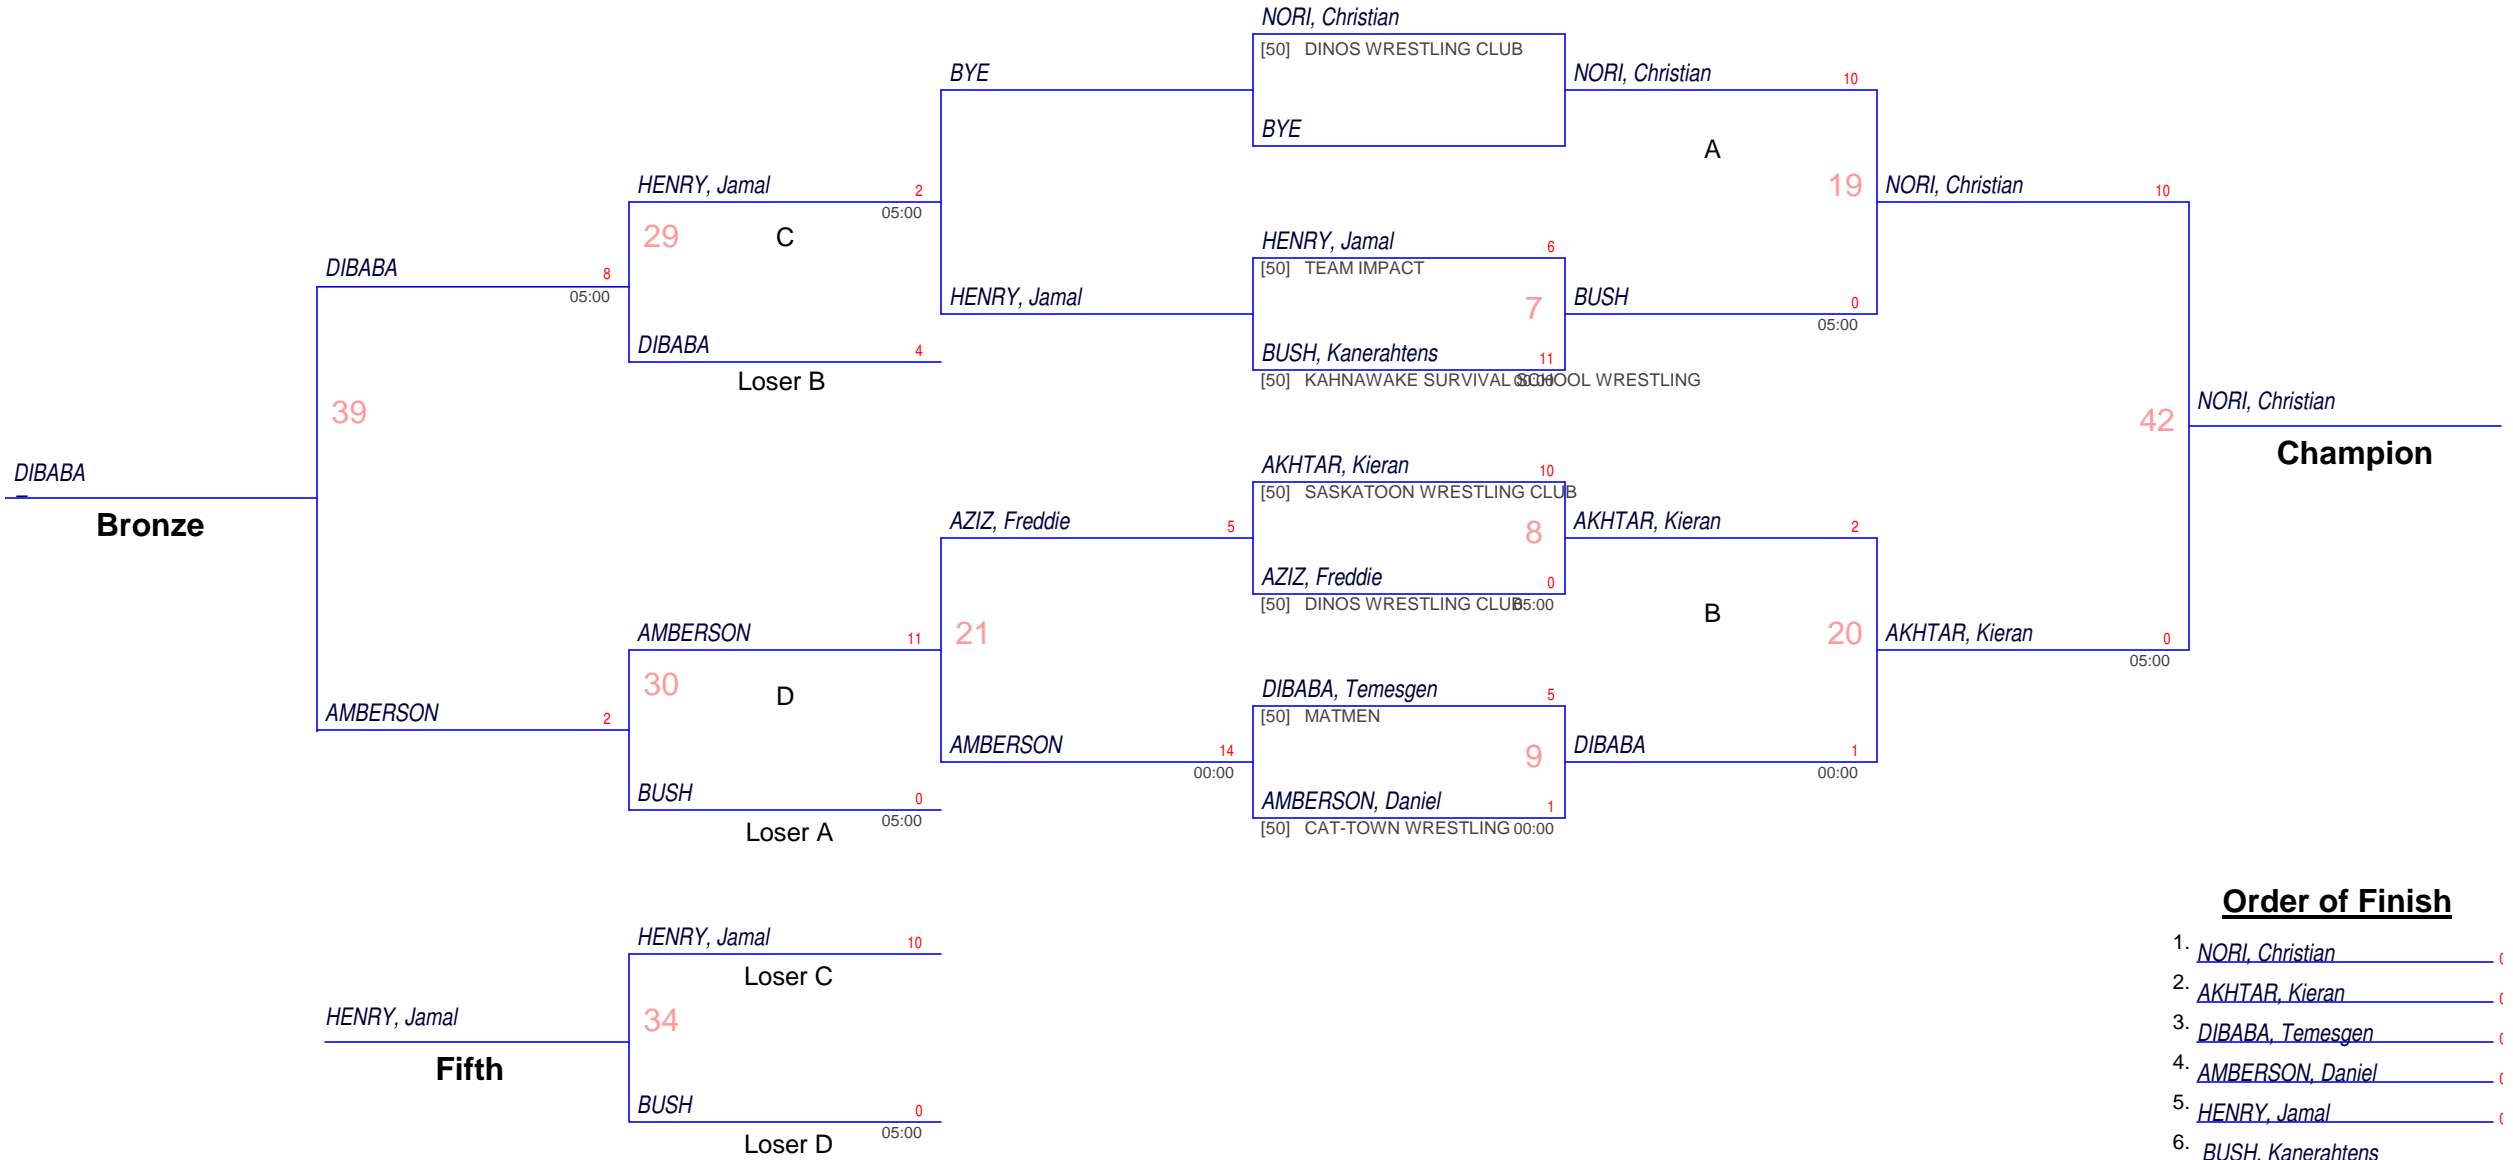 NORI, Christian
[50] DINOS WRESTLING CLUB
BYE
NORI, Christian 10
BYE
A
HENRY, Jamal 2
05:00
19
NORI, Christian 10
29
C
HENRY, Jamal 6
[50] TEAM IMPACT
DIBABA 8
05:00
HENRY, Jamal
7
BUSH 0
05:00
DIBABA 4
Loser B
BUSH, Kanerahtens 11
[50] KAHNAWAKE SURVIVAL SCHOOL WRESTLING 00:00
39
42
NORI, Christian
Champion
DIBABA
Bronze
AKHTAR, Kieran 10
[50] SASKATOON WRESTLING CLUB
AZIZ, Freddie 5
8
AKHTAR, Kieran 2
AZIZ, Freddie 0
[50] DINOS WRESTLING CLUB 05:00
B
AMBERSON 11
21
20
AKHTAR, Kieran 0
05:00
30
D
DIBABA, Temesgen 5
[50] MATMEN
AMBERSON 2
AMBERSON 14
00:00
9
DIBABA 1
00:00
BUSH 0
05:00
Loser A
AMBERSON, Daniel 1
[50] CAT-TOWN WRESTLING 00:00
HENRY, Jamal 10
Loser C
HENRY, Jamal
Fifth
34
BUSH 0
05:00
Loser D
Order of Finish
1. NORI, Christian
2. AKHTAR, Kieran
3. DIBABA, Temesgen
4. AMBERSON, Daniel
5. HENRY, Jamal
6. BUSH, Kanerahtens